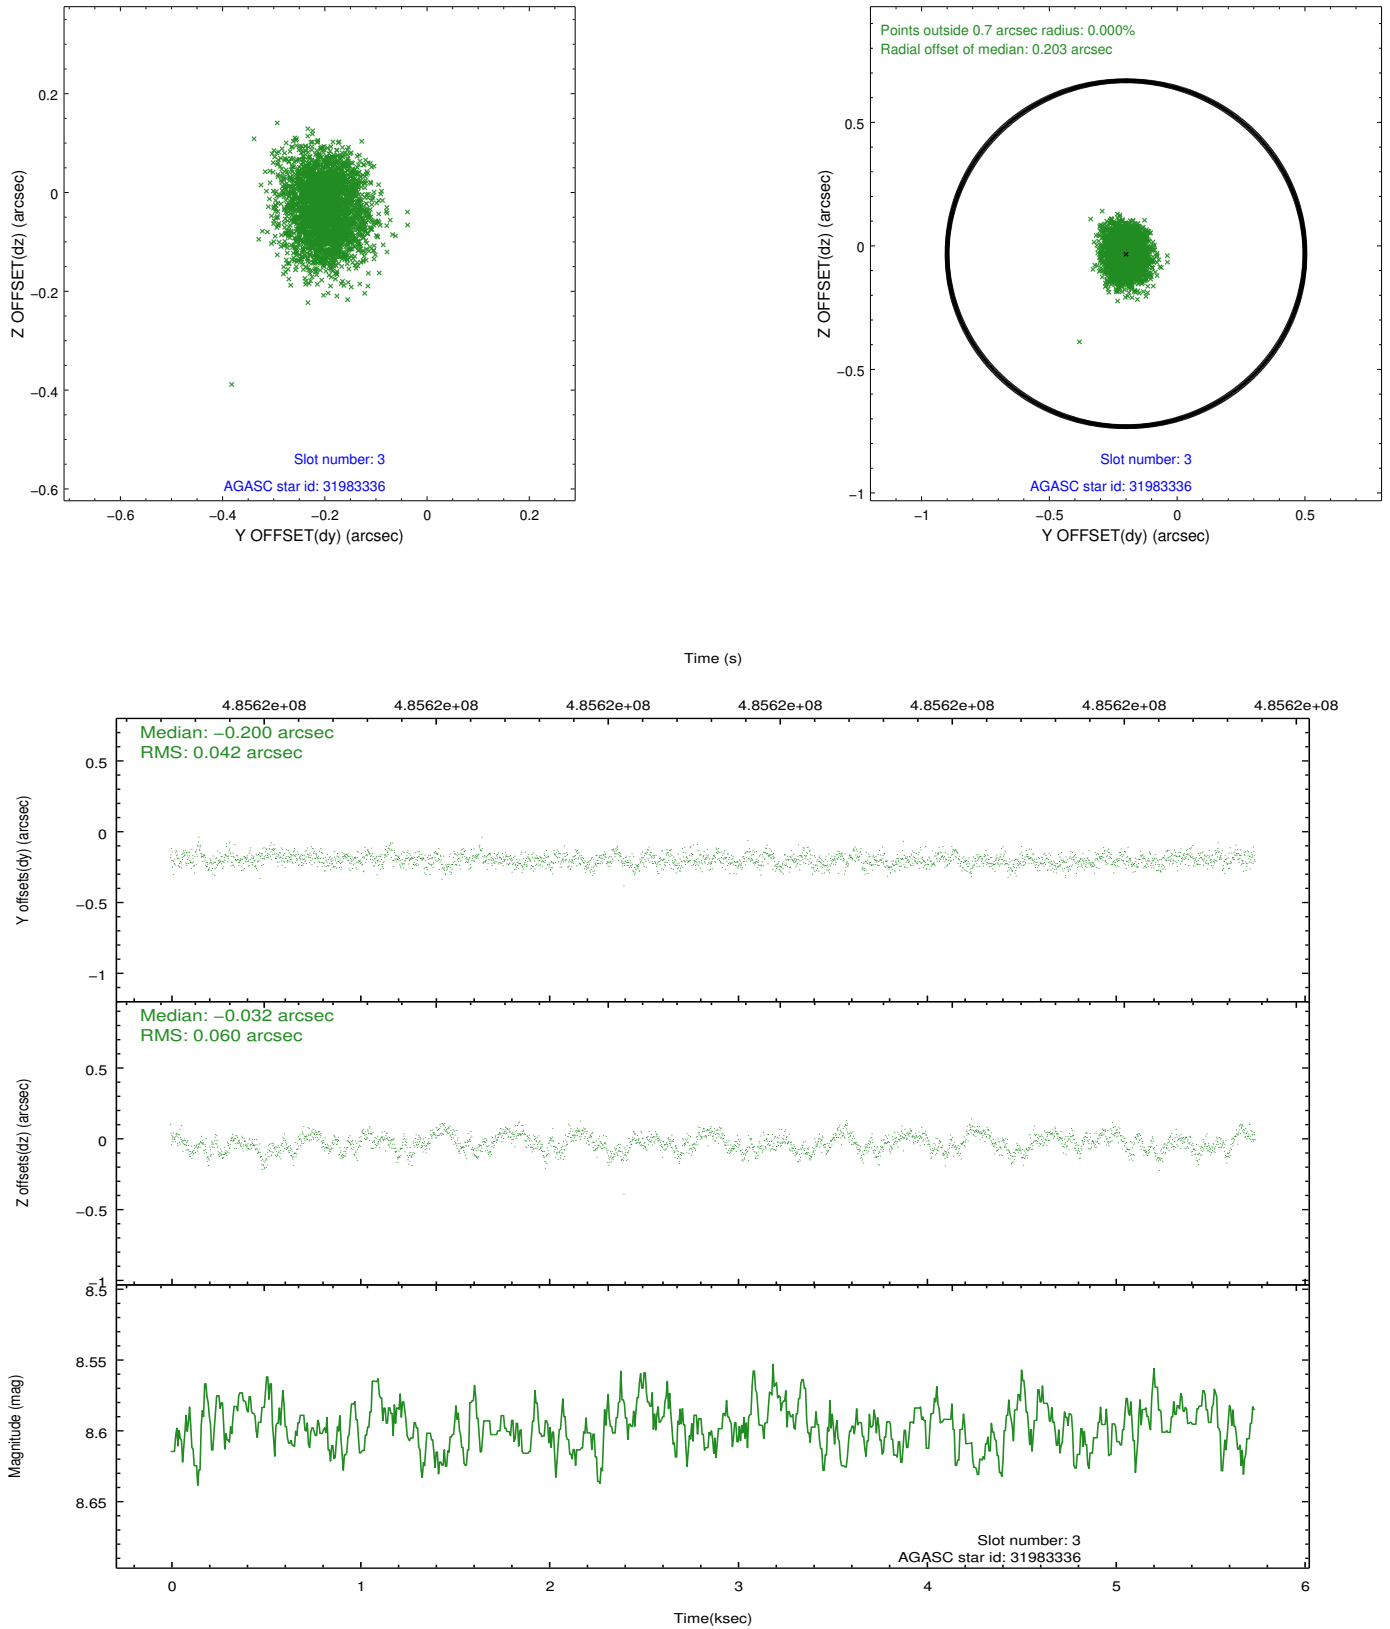 0.2
0
−0.2
−0.4
−0.6
Z OFFSET(dz) (arcsec)
Slot number: 3
AGASC star id: 31983336
−0.6
−0.4
−0.2
0
0.2
Y OFFSET(dy) (arcsec)
Points outside 0.7 arcsec radius: 0.000%
Radial offset of median: 0.203 arcsec
0.5
0
−0.5
−1
Z OFFSET(dz) (arcsec)
Slot number: 3
AGASC star id: 31983336
−1
−0.5
0
0.5
Y OFFSET(dy) (arcsec)
Time (s)
4.8562e+08
4.8562e+08
4.8562e+08
4.8562e+08
4.8562e+08
4.8562e+08
4.8562e+08
Median: −0.200 arcsec
RMS: 0.042 arcsec
0.5
0
−0.5
−1
Y offsets(dy) (arcsec)
Median: −0.032 arcsec
RMS: 0.060 arcsec
0.5
0
−0.5
−1
Z offsets(dz) (arcsec)
8.5
8.55
8.6
8.65
Magnitude (mag)
Slot number: 3
AGASC star id: 31983336
0
1
2
3
4
5
6
Time(ksec)